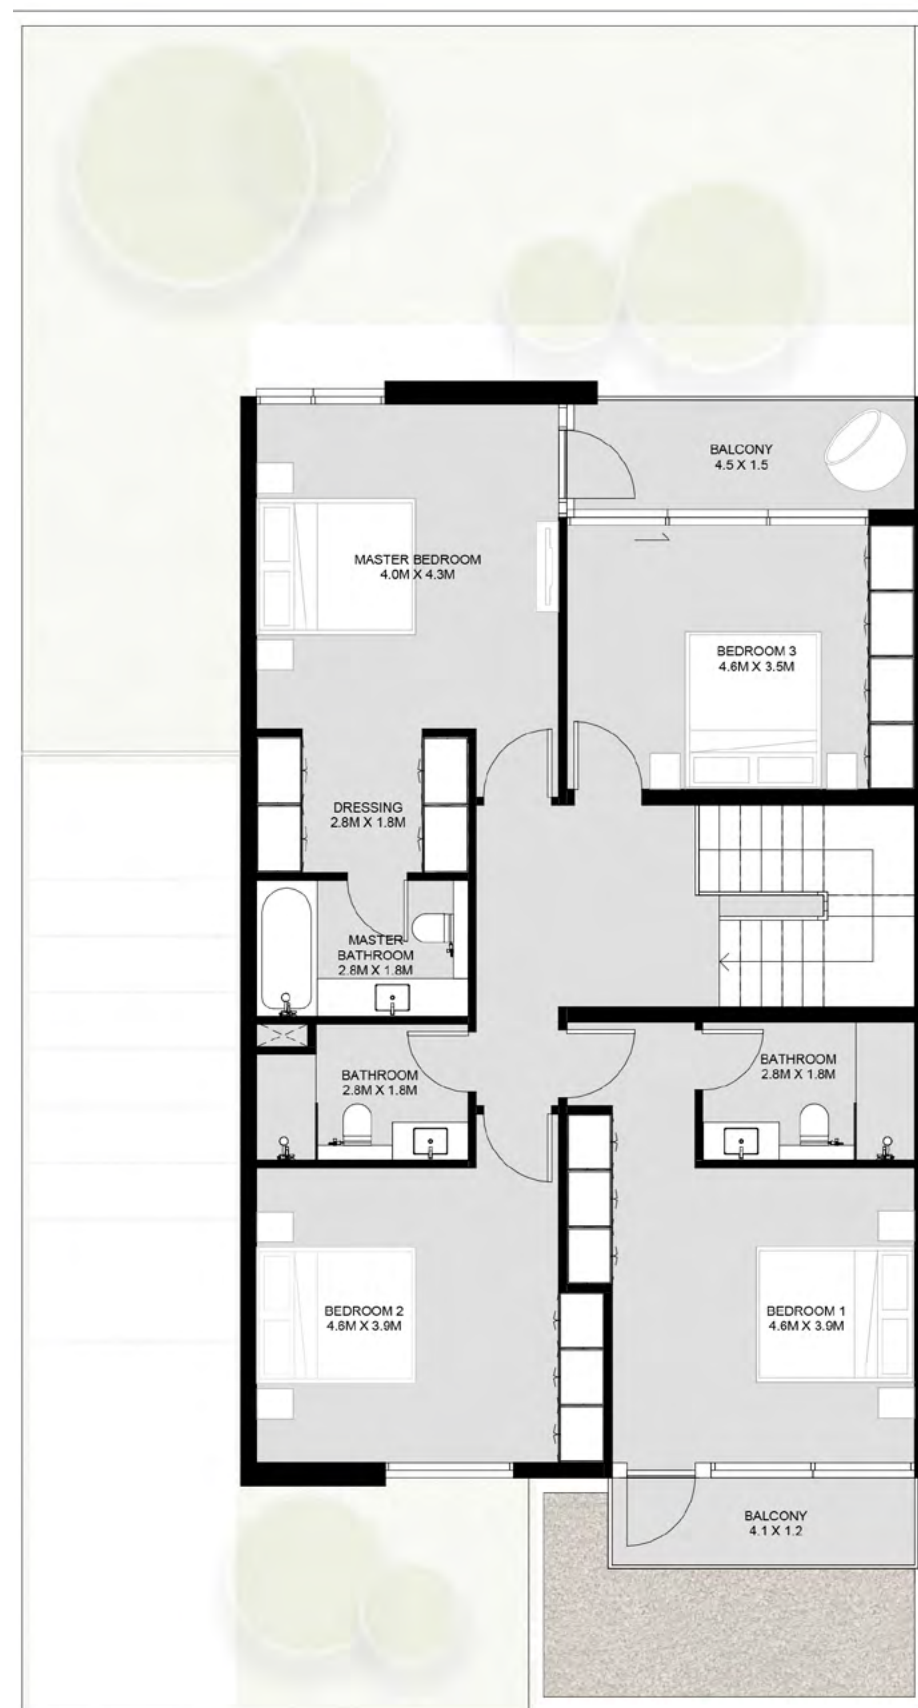 BALCONY
4.5 X 1.5
MASTER BEDROOM
4.0M X 4.3M
BEDROOM 3
4.6M X 3.5M
DRESSING
2.8M X 1.8M
MASTER
BATHROOM
2.8M X 1.8M
BATHROOM
2.8M X 1.8M
BATHROOM
2.8M X 1.8M
BEDROOM 2
4.6M X 3.9M
BEDROOM 1
4.6M X 3.9M
BALCONY
4.1 X 1.2